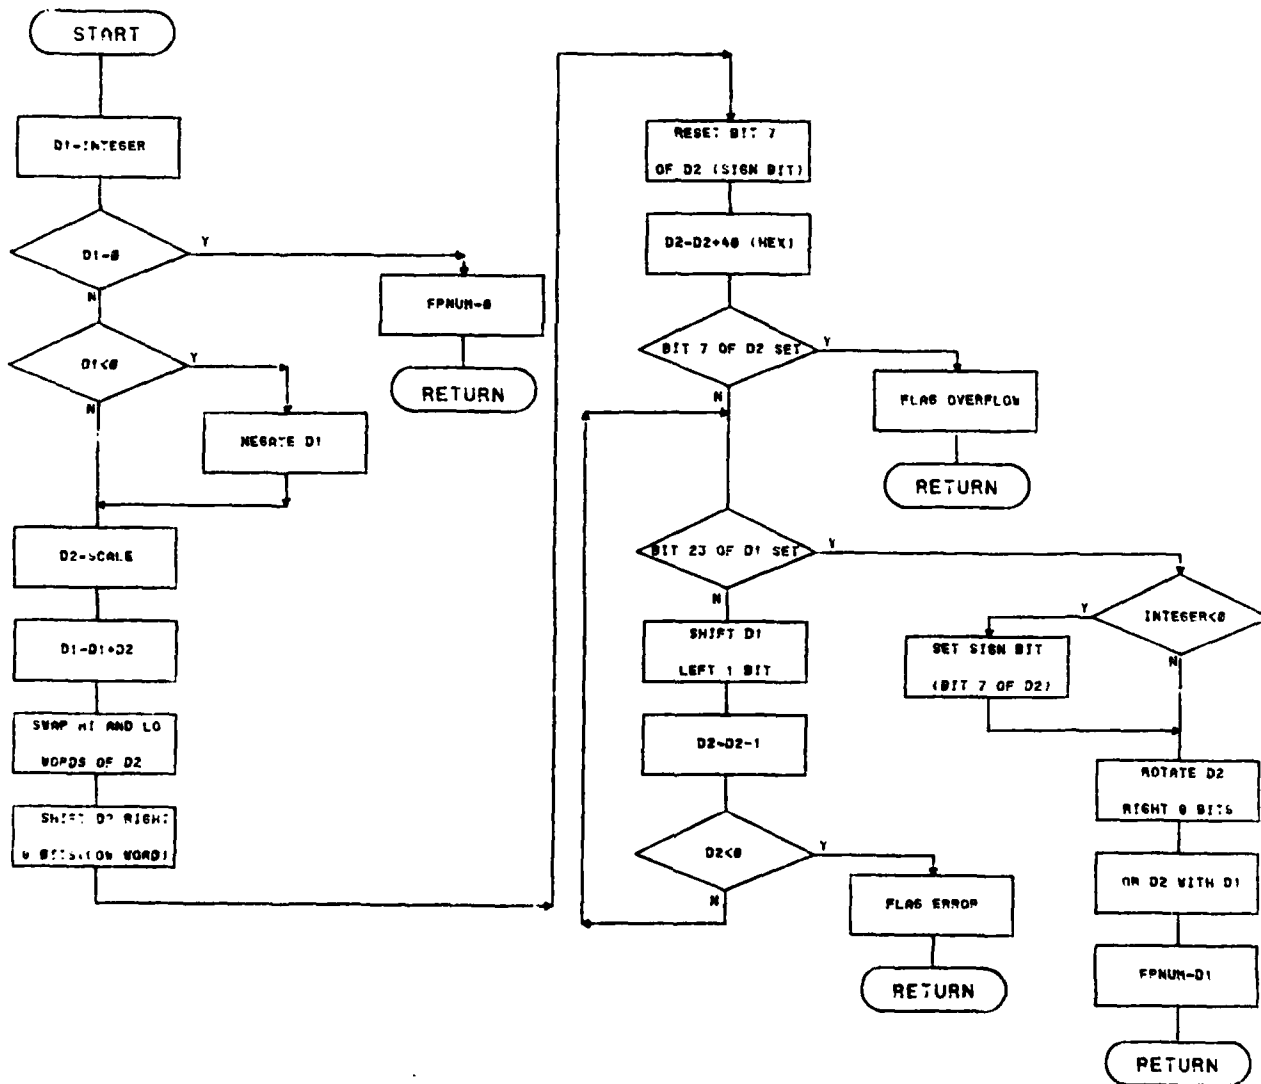 START
D1=INTEGER
D1=0
Y
FPNUM=0
RETURN
N
D1<0
Y
N
NEGATE D1
D2=SCALE
D1=D1*D2
SWAP HI AND LO
WORDS OF D2
SHIFT D2 RIGHT
8 BITS(LOW WORD)
RESET BIT 7
OF D2 (SIGN BIT)
D2=D2+40 (HEX)
BIT 7 OF D2 SET
Y
FLAG OVERFLOW
RETURN
N
BIT 23 OF D1 SET
Y
N
SHIFT D1
LEFT 1 BIT
D2=D2-1
D2<0
Y
FLAG ERROR
RETURN
N
INTEGER<0
Y
SET SIGN BIT
(BIT 7 OF D2)
N
ROTATE D2
RIGHT 8 BITS
OR D2 WITH D1
FPNUM=D1
RETURN